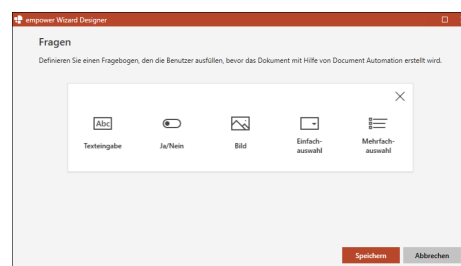 empower Wizard Designer
Fragen
Definieren Sie einen Fragebogen, den die Benutzer ausfüllen, bevor das Dokument mit Hilfe von Document Automation erstellt wird.
Abc
Texteingabe
Ja/Nein
Bild
Einfach-
auswahl
Mehrfach-
auswahl
Speichern
Abbrechen